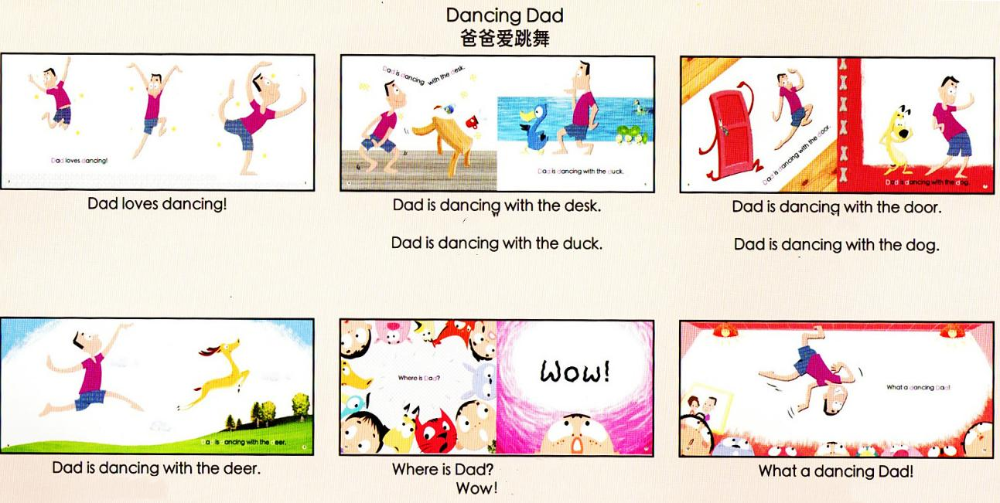 Dancing Dad
爸爸爱跳舞
Dad loves dancing!
Dad is dancing with the desk.
Dad is dancing with the duck.
Dad is dancing with the door.
Dad is dancing with the dog.
Dad loves dancing!
Dad is dancing with the desk.
Dad is dancing with the door.
Dad is dancing with the duck.
Dad is dancing with the dog.
Dad is dancing with the deer.
Where is Dad?
Wow!
What a dancing Dad!
Dad is dancing with the deer.
Where is Dad?
What a dancing Dad!
Wow!